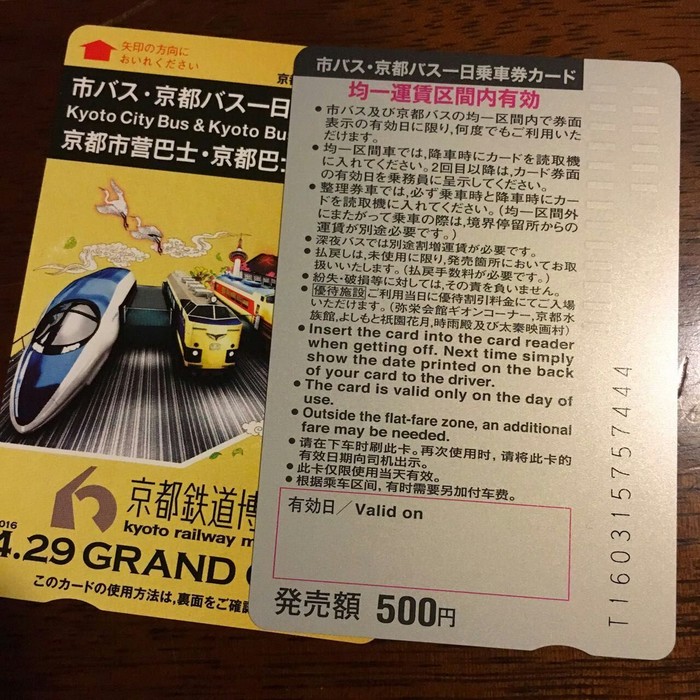 矢印の方向に
おいれください
京
市バス・京都バス一日
Kyoto City Bus & Kyoto Bu
京都市营巴士・京都巴士
京都鉄道博
kyoto railway m
2016
4.29 GRAND
このカードの使用方法は,裏面をご確認
市バス・京都バス一日乗車券カード
均一運賃区間内有効
●市バス及び京都バスの均一区間内で券面
表示の有効日に限り,何度でもご利用いた
だけます。
●均一区間車では,降車時にカードを読取機
に入れてください。2回目以降は,カード券面
の有効日を乗務員に呈示してください。
●整理券車では,必ず乗車時と降車時にカー
ドを読取機に入れてください。(均一区間外
にまたがって乗車の際は,境界停留所からの
運賃が別途必要です。)
●深夜バスでは別途割増運賃が必要です。
●払戻しは,未使用に限り,発売箇所においてお取
扱いいたします。(払戻手数料が必要です。)
●紛失・破損等に対しては,その責を負いません。
●優待施設ご利用当日に優待割引料金にてご入場
いただけます。(弥栄会館ギオンコーナー,京都水
族館,よしもと祇園花月,時雨殿及び太秦映画村)
●Insert the card into the card reader
when getting off. Next time simply
show the date printed on the back
of your card to the driver.
●The card is valid only on the day of
use.
●Outside the flat-fare zone, an additional
fare may be needed.
●请在下车时刷此卡。再次使用时,请将此卡的
有效日期向司机出示。
●此卡仅限使用当天有效。
●根据乘车区间,有时需要另加付车费。
有効日/Valid on
発売額 500円
T160315757444